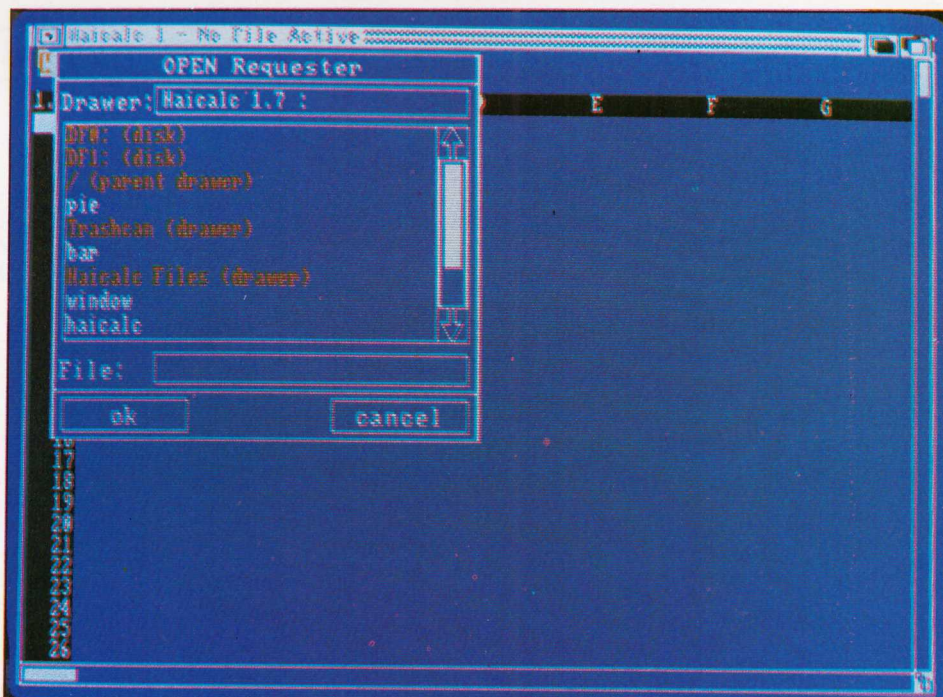 Haicalc 1 - No File Active
OPEN Requester
1.
Drawer: Haicalc 1.7 :
E F G
DF0: (disk)
DF1: (disk)
/ (parent drawer)
pie
Trashcan (drawer)
bar
Haicalc Files (drawer)
window
haicalc
File:
ok cancel
16
17
18
19
20
21
22
23
24
25
26